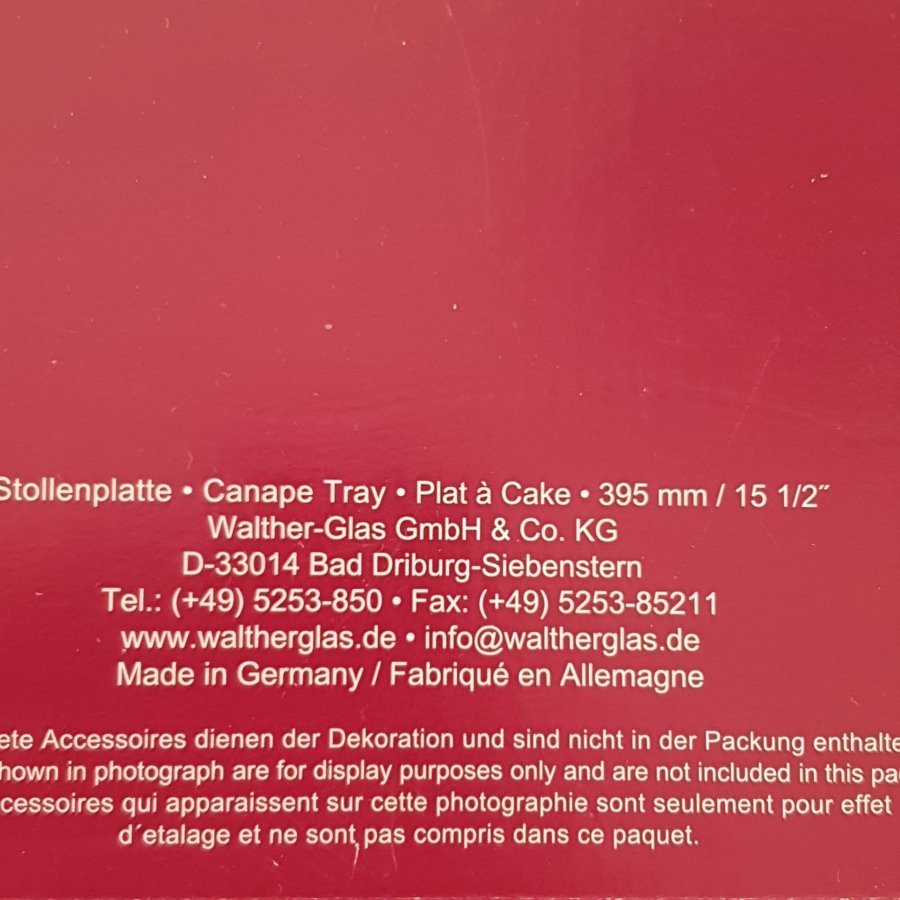 Stollenplatte • Canape Tray • Plat à Cake • 395 mm / 15 1/2˝
Walther-Glas GmbH & Co. KG
D-33014 Bad Driburg-Siebenstern
Tel.: (+49) 5253-850 • Fax: (+49) 5253-85211
www.waltherglas.de • info@waltherglas.de
Made in Germany / Fabriqué en Allemagne
Accessoires dienen der Dekoration und sind nicht in der Packung
in photograph are for display purposes only and are not included in this
qui apparaissent sur cette photographie sont seulement pour effet
d´etalage et ne sont pas compris dans ce paquet.